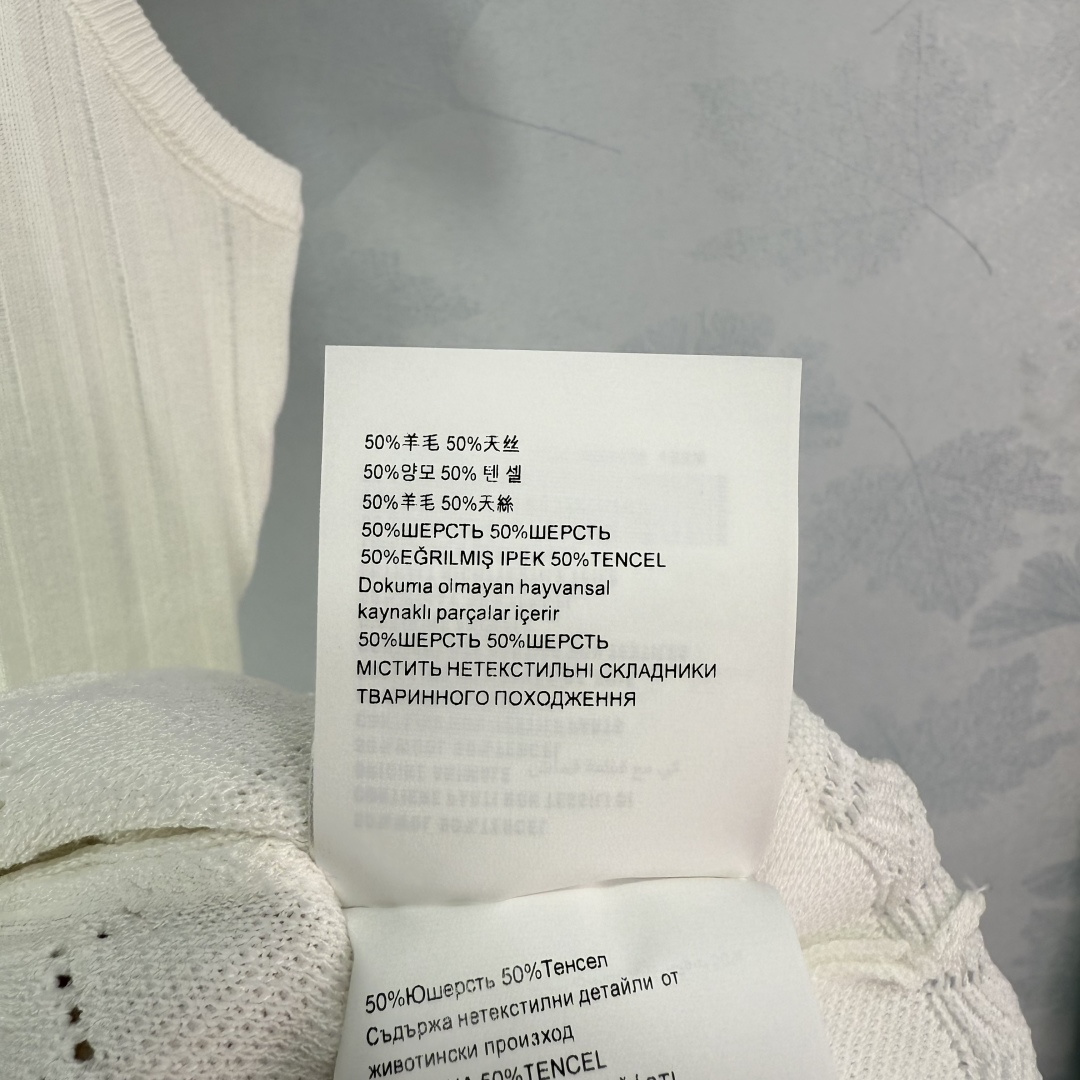 50%羊毛 50%天丝
50%양모 50% 텐 셀
50%羊毛 50%天絲
50%ШЕРСТЬ 50%ШЕРСТЬ
50%EĞRILMIŞ IPEK 50%TENCEL
Dokuma olmayan hayvansal
kaynaklı parçalar içerir
50%ШЕРСТЬ 50%ШЕРСТЬ
МІСТИТЬ НЕТЕКСТИЛЬНІ СКЛАДНИКИ
ТВАРИННОГО ПОХОДЖЕННЯ
50%Юшерсть 50%Тенсел
Съдържа нетекстилни детайли от
животински произход
50%TENCEL